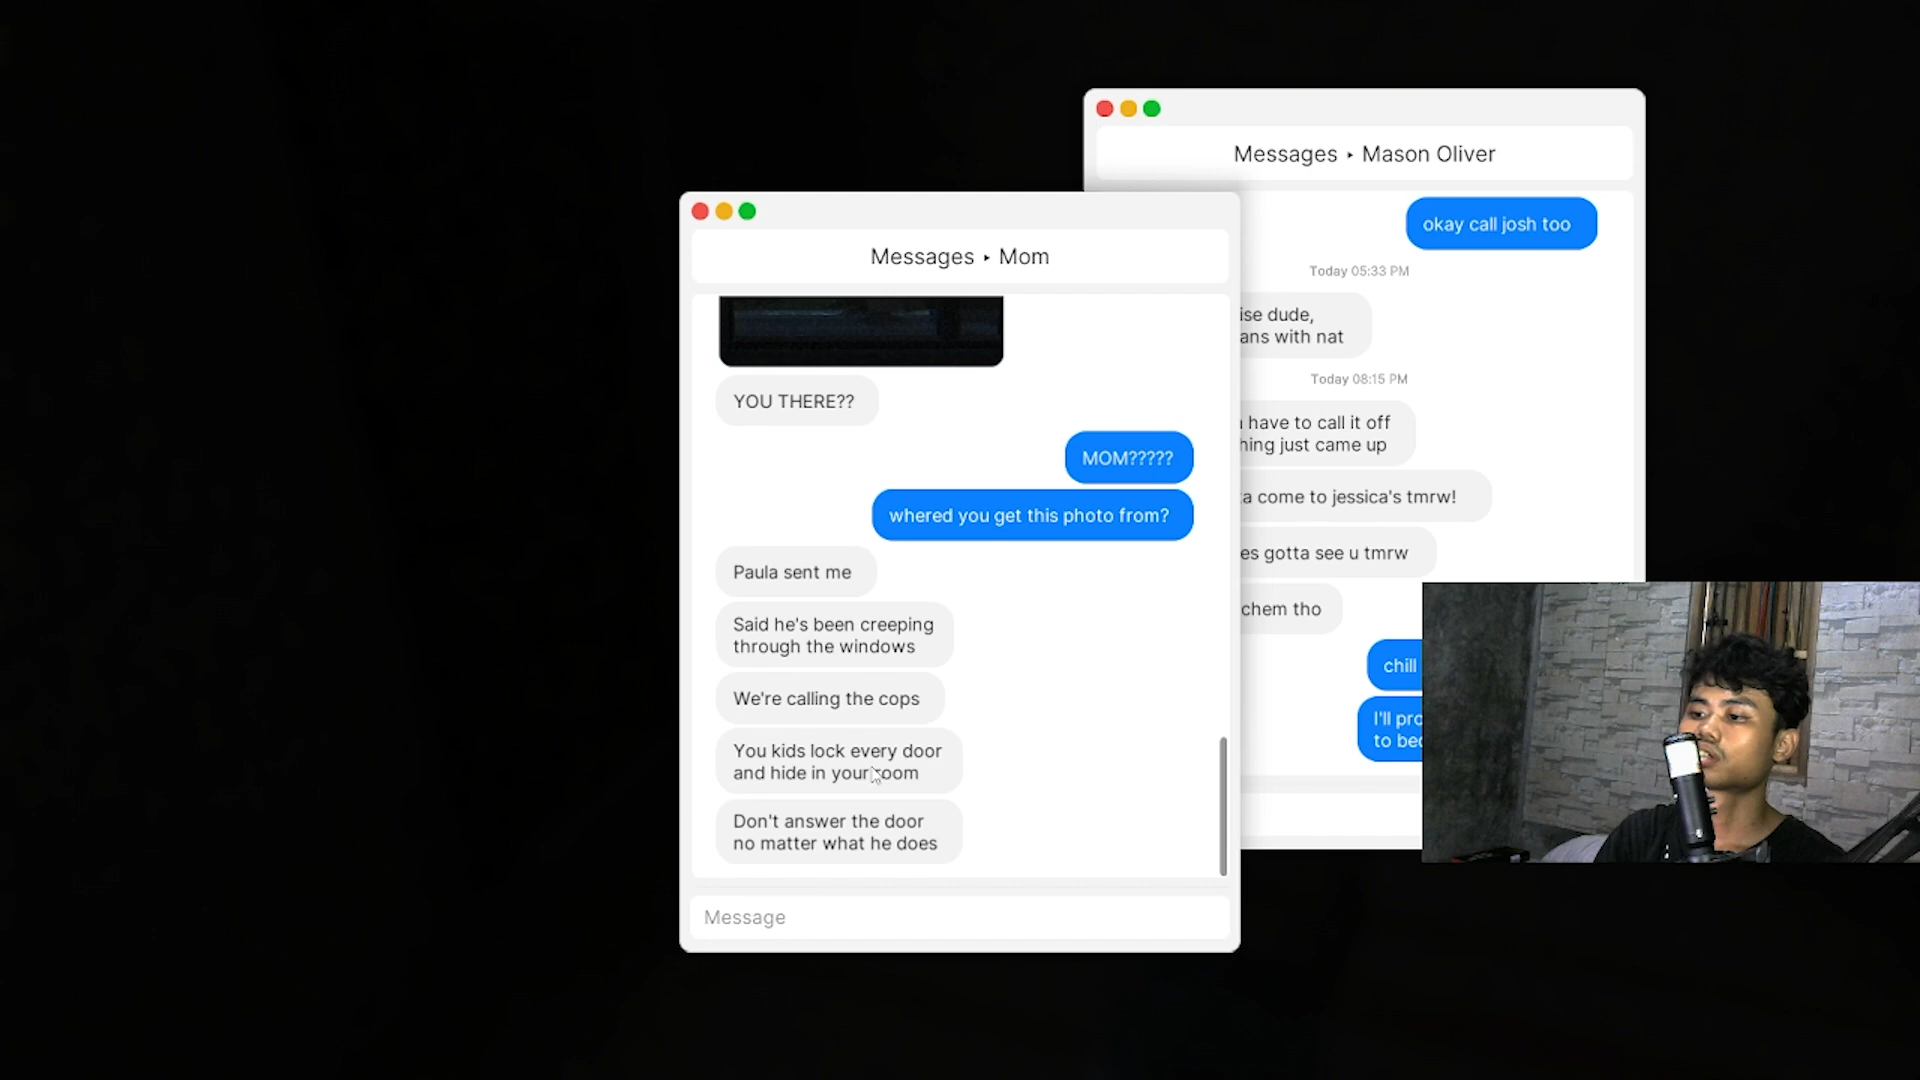 Messages ▸ Mason Oliver
okay call josh too
Today 05:33 PM
dude,
with nat
Today 08:15 PM
have to call it off
just came up
come to jessica's tmrw!
gotta see u tmrw
chem tho
chill
I'll
to
Messages ▸ Mom
YOU THERE??
MOM?????
whered you get this photo from?
Paula sent me
Said he's been creeping
through the windows
We're calling the cops
You kids lock every door
and hide in your room
Don't answer the door
no matter what he does
Message